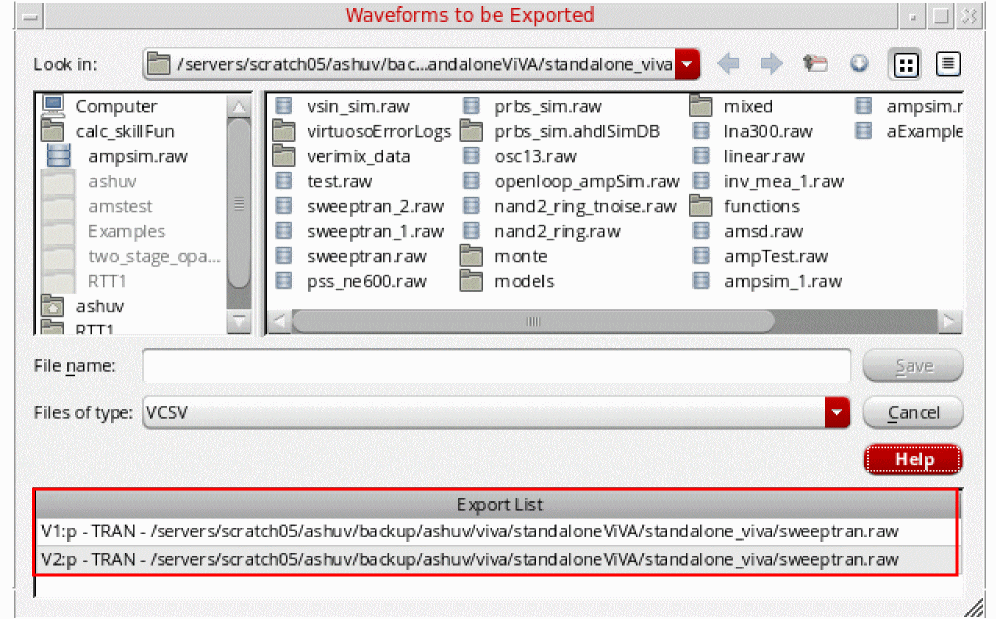 Waveforms to be Exported
Look in: /servers/scratch05/ashuv/bac...andaloneViVA/standalone_viva
Computer
calc_skillFun
ampsim.raw
ashuv
amstest
Examples
two_stage_opa...
RTT1
ashuv
RTT1
vsin_sim.raw prbs_sim.raw mixed ampsim.r
virtuosoErrorLogs prbs_sim.ahdlSimDB lna300.raw aExample
verimix_data osc13.raw linear.raw
test.raw openloop_ampSim.raw inv_mea_1.raw
sweeptran_2.raw nand2_ring_tnoise.raw functions
sweeptran_1.raw nand2_ring.raw amsd.raw
sweeptran.raw monte ampTest.raw
pss_ne600.raw models ampsim_1.raw
File name: Save
Files of type: VCSV Cancel
Help
Export List
V1:p - TRAN - /servers/scratch05/ashuv/backup/ashuv/viva/standaloneViVA/standalone_viva/sweeptran.raw
V2:p - TRAN - /servers/scratch05/ashuv/backup/ashuv/viva/standaloneViVA/standalone_viva/sweeptran.raw